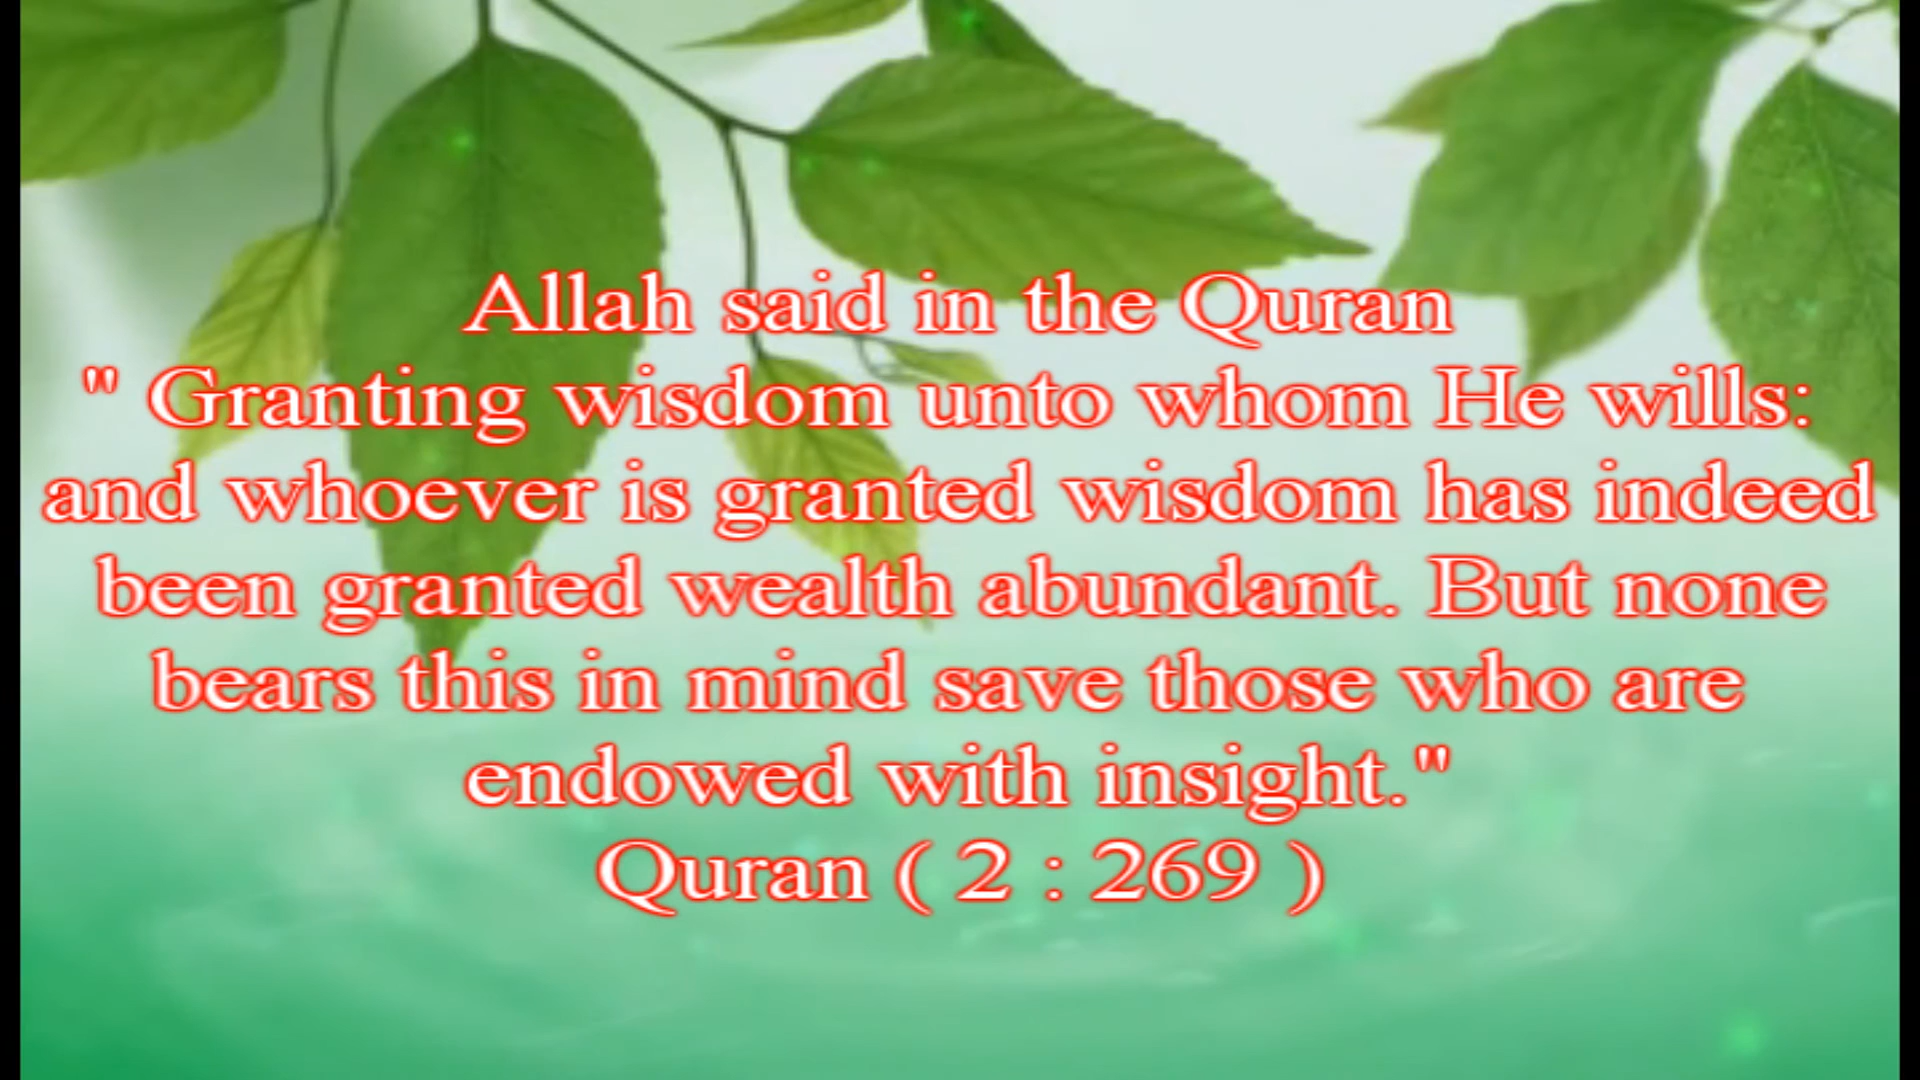 Allah said in the Quran
" Granting wisdom unto whom He wills:
and whoever is granted wisdom has indeed
been granted wealth abundant. But none
bears this in mind save those who are
endowed with insight."
Quran ( 2 : 269 )